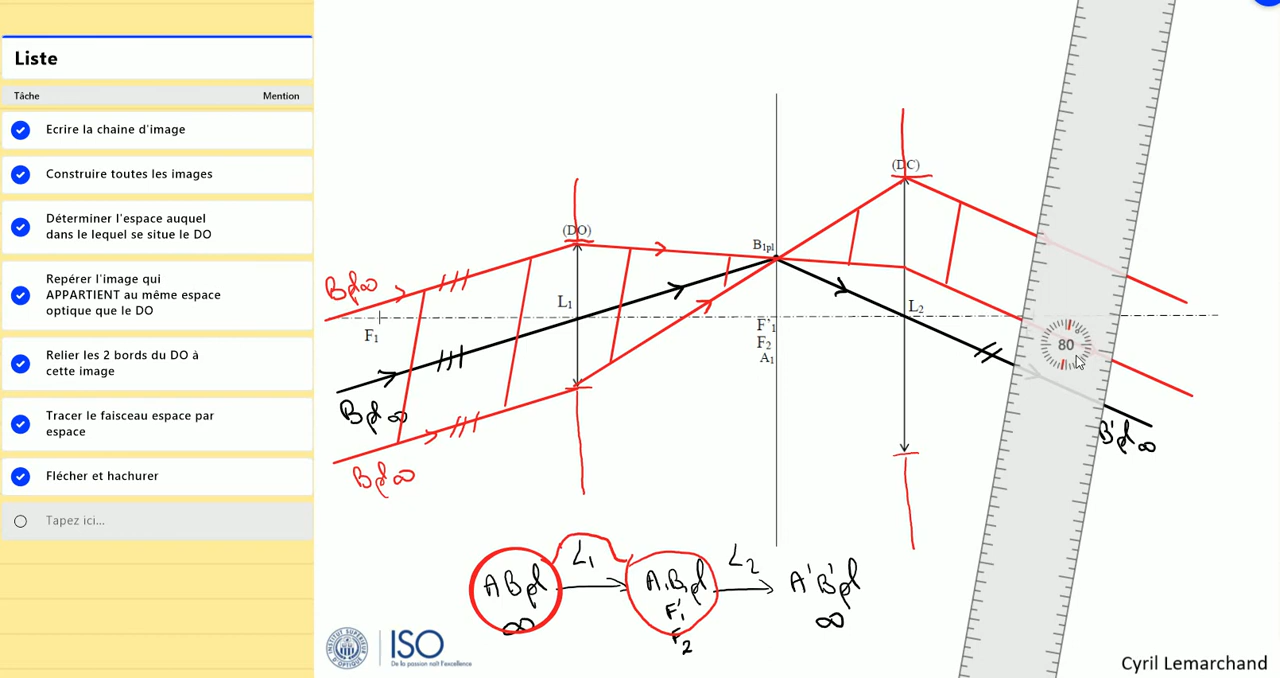 Liste
Tâche Mention
Ecrire la chaine d'image
Construire toutes les images
Déterminer l'espace auquel
dans le lequel se situe le DO
Repérer l'image qui
APPARTIENT au même espace
optique que le DO
Relier les 2 bords du DO à
cette image
Tracer le faisceau espace par
espace
Flécher et hachurer
Tapez ici...
(DC)
(DO)
B1pl
Bpl∞
L1
L2
F1
F'1
F2
A1
80
Bpl∞
B'pl∞
Bpl∞
L1 L2
ABpl A1B1pl A'B'pl
∞ F'1 ∞
F2
INSTITUT SUPERIEUR D'OPTIQUE
ISO
De la passion naît l'excellence
Cyril Lemarchand